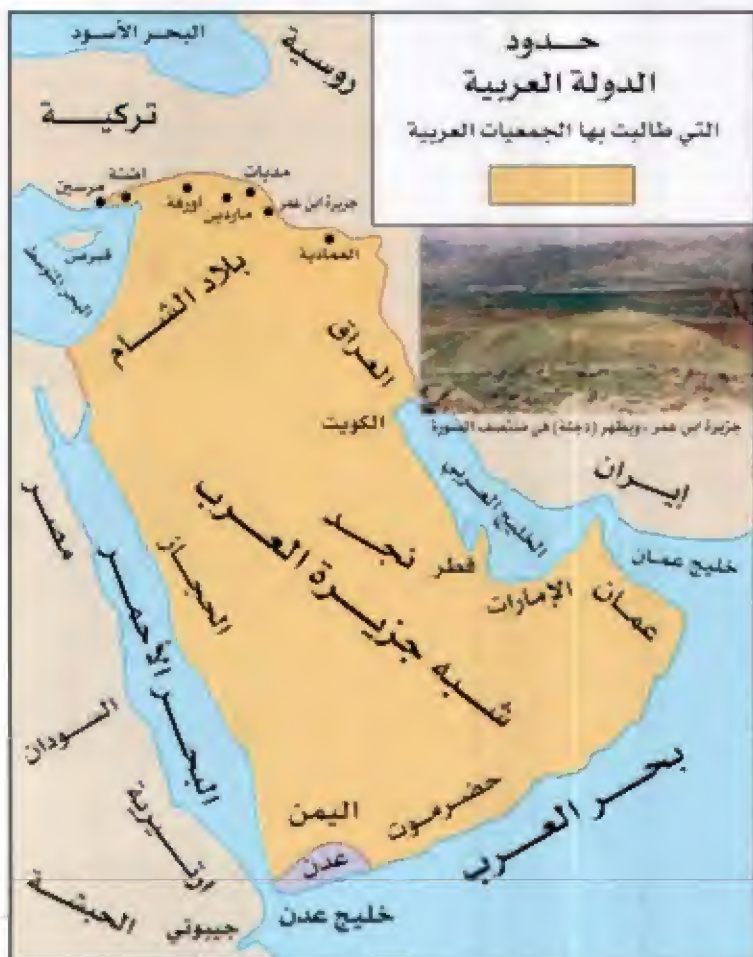 حدود
الدولة العربية
التي طالبت بها الجمعيات العربية
البحر الأسود
روسية
تركية
مرسين
اضنة
اورفة
ماردين
مديات
جزيرة ابن عمر
العمادية
قبرص
البحر المتوسط
بلاد الشام
العراق
الكويت
جزيرة ابن عمر، ويظهر (دجلة) في منتصف الصورة
إيران
الخليج العربي
خليج عمان
مصر
الحجاز
نجد
قطر
الإمارات
عمان
شبه جزيرة العرب
البحر الأحمر
السودان
ارتيرية
الحبشة
جيبوتي
اليمن
حضرموت
عدن
خليج عدن
بحر العرب